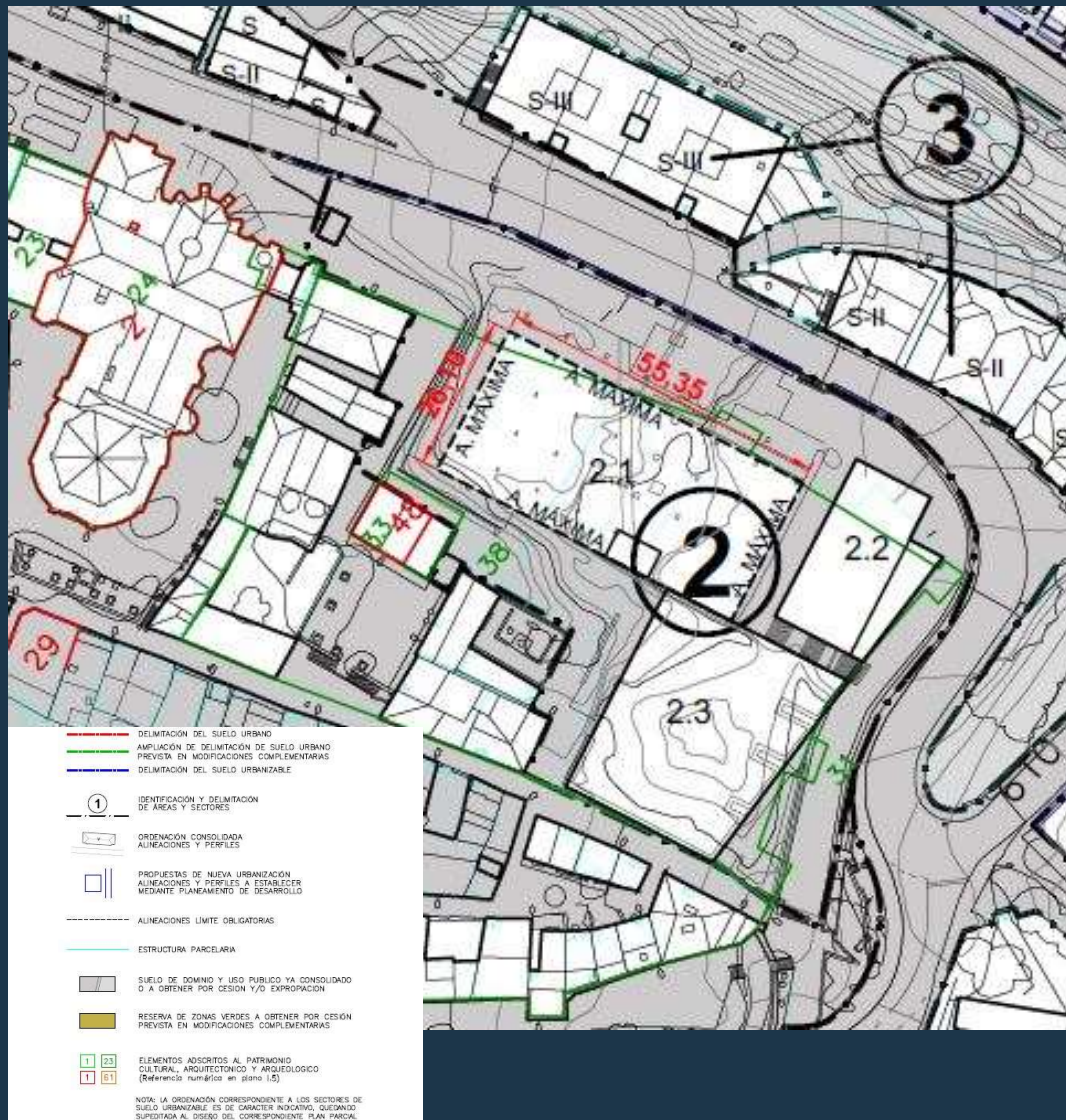 II
S
S-II
S
S-III
S-III
3
23
24
2
S-II
S-II
55,35
A. MÁXIMA
A. MÁXIMA
2.1
A. MÁXIMA
A. MÁXIMA
2
2.2
33
48
38
29
2.3
31
S
DELIMITACIÓN DEL SUELO URBANO
AMPLIACIÓN DE DELIMITACIÓN DE SUELO URBANO
PREVISTA EN MODIFICACIONES COMPLEMENTARIAS
DELIMITACIÓN DEL SUELO URBANIZABLE
1
IDENTIFICACIÓN Y DELIMITACIÓN
DE ÁREAS Y SECTORES
ORDENACIÓN CONSOLIDADA
ALINEACIONES Y PERFILES
PROPUESTAS DE NUEVA URBANIZACIÓN
ALINEACIONES Y PERFILES A ESTABLECER
MEDIANTE PLANEAMIENTO DE DESARROLLO
ALINEACIONES LÍMITE OBLIGATORIAS
ESTRUCTURA PARCELARIA
SUELO DE DOMINIO Y USO PUBLICO YA CONSOLIDADO
O A OBTENER POR CESION Y/O EXPROPIACION
RESERVA DE ZONAS VERDES A OBTENER POR CESIÓN
PREVISTA EN MODIFICACIONES COMPLEMENTARIAS
1 23
1 61
ELEMENTOS ADSCRITOS AL PATRIMONIO
CULTURAL, ARQUITECTONICO Y ARQUEOLOGICO
(Referencia numérica en plano I.5)
NOTA: LA ORDENACIÓN CORRESPONDIENTE A LOS SECTORES DE
SUELO URBANIZABLE ES DE CARACTER INDICATIVO, QUEDANDO
SUPEDITADA AL DISEÑO DEL CORRESPONDIENTE PLAN PARCIAL